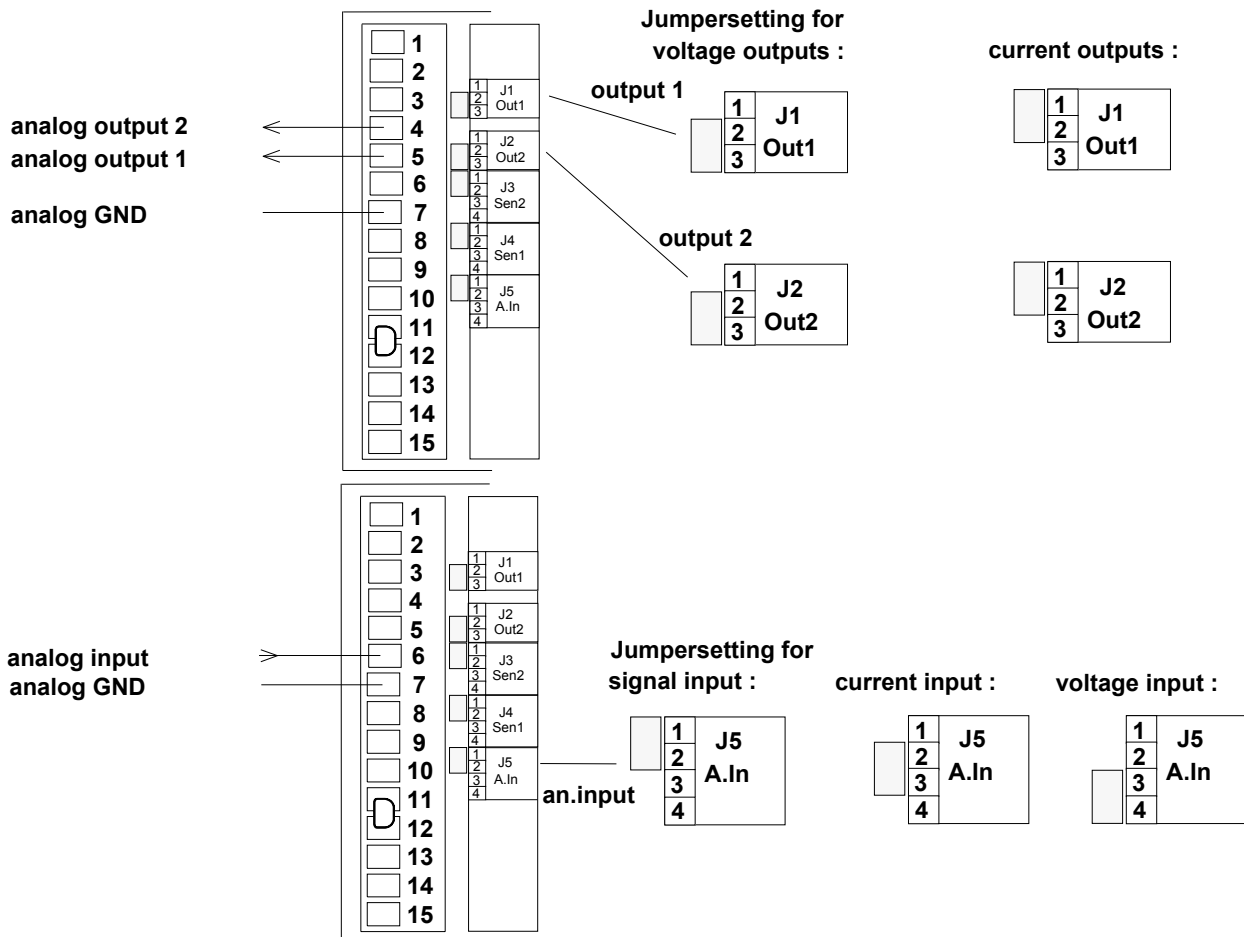 Jumpersetting for
voltage outputs :
current outputs :
output 1
output 2
analog output 2
analog output 1
analog GND
1
2
3
4
5
6
7
8
9
10
11
12
13
14
15
1
2
3
J1
Out1
1
2
3
J2
Out2
1
2
3
4
J3
Sen2
1
2
3
4
J4
Sen1
1
2
3
4
J5
A.In
1
2
3
J1
Out1
1
2
3
J1
Out1
1
2
3
J2
Out2
1
2
3
J2
Out2
analog input
analog GND
1
2
3
4
5
6
7
8
9
10
11
12
13
14
15
1
2
3
J1
Out1
1
2
3
J2
Out2
1
2
3
4
J3
Sen2
1
2
3
4
J4
Sen1
1
2
3
4
J5
A.In
an.input
Jumpersetting for
signal input :
current input :
voltage input :
1
2
3
4
J5
A.In
1
2
3
4
J5
A.In
1
2
3
4
J5
A.In